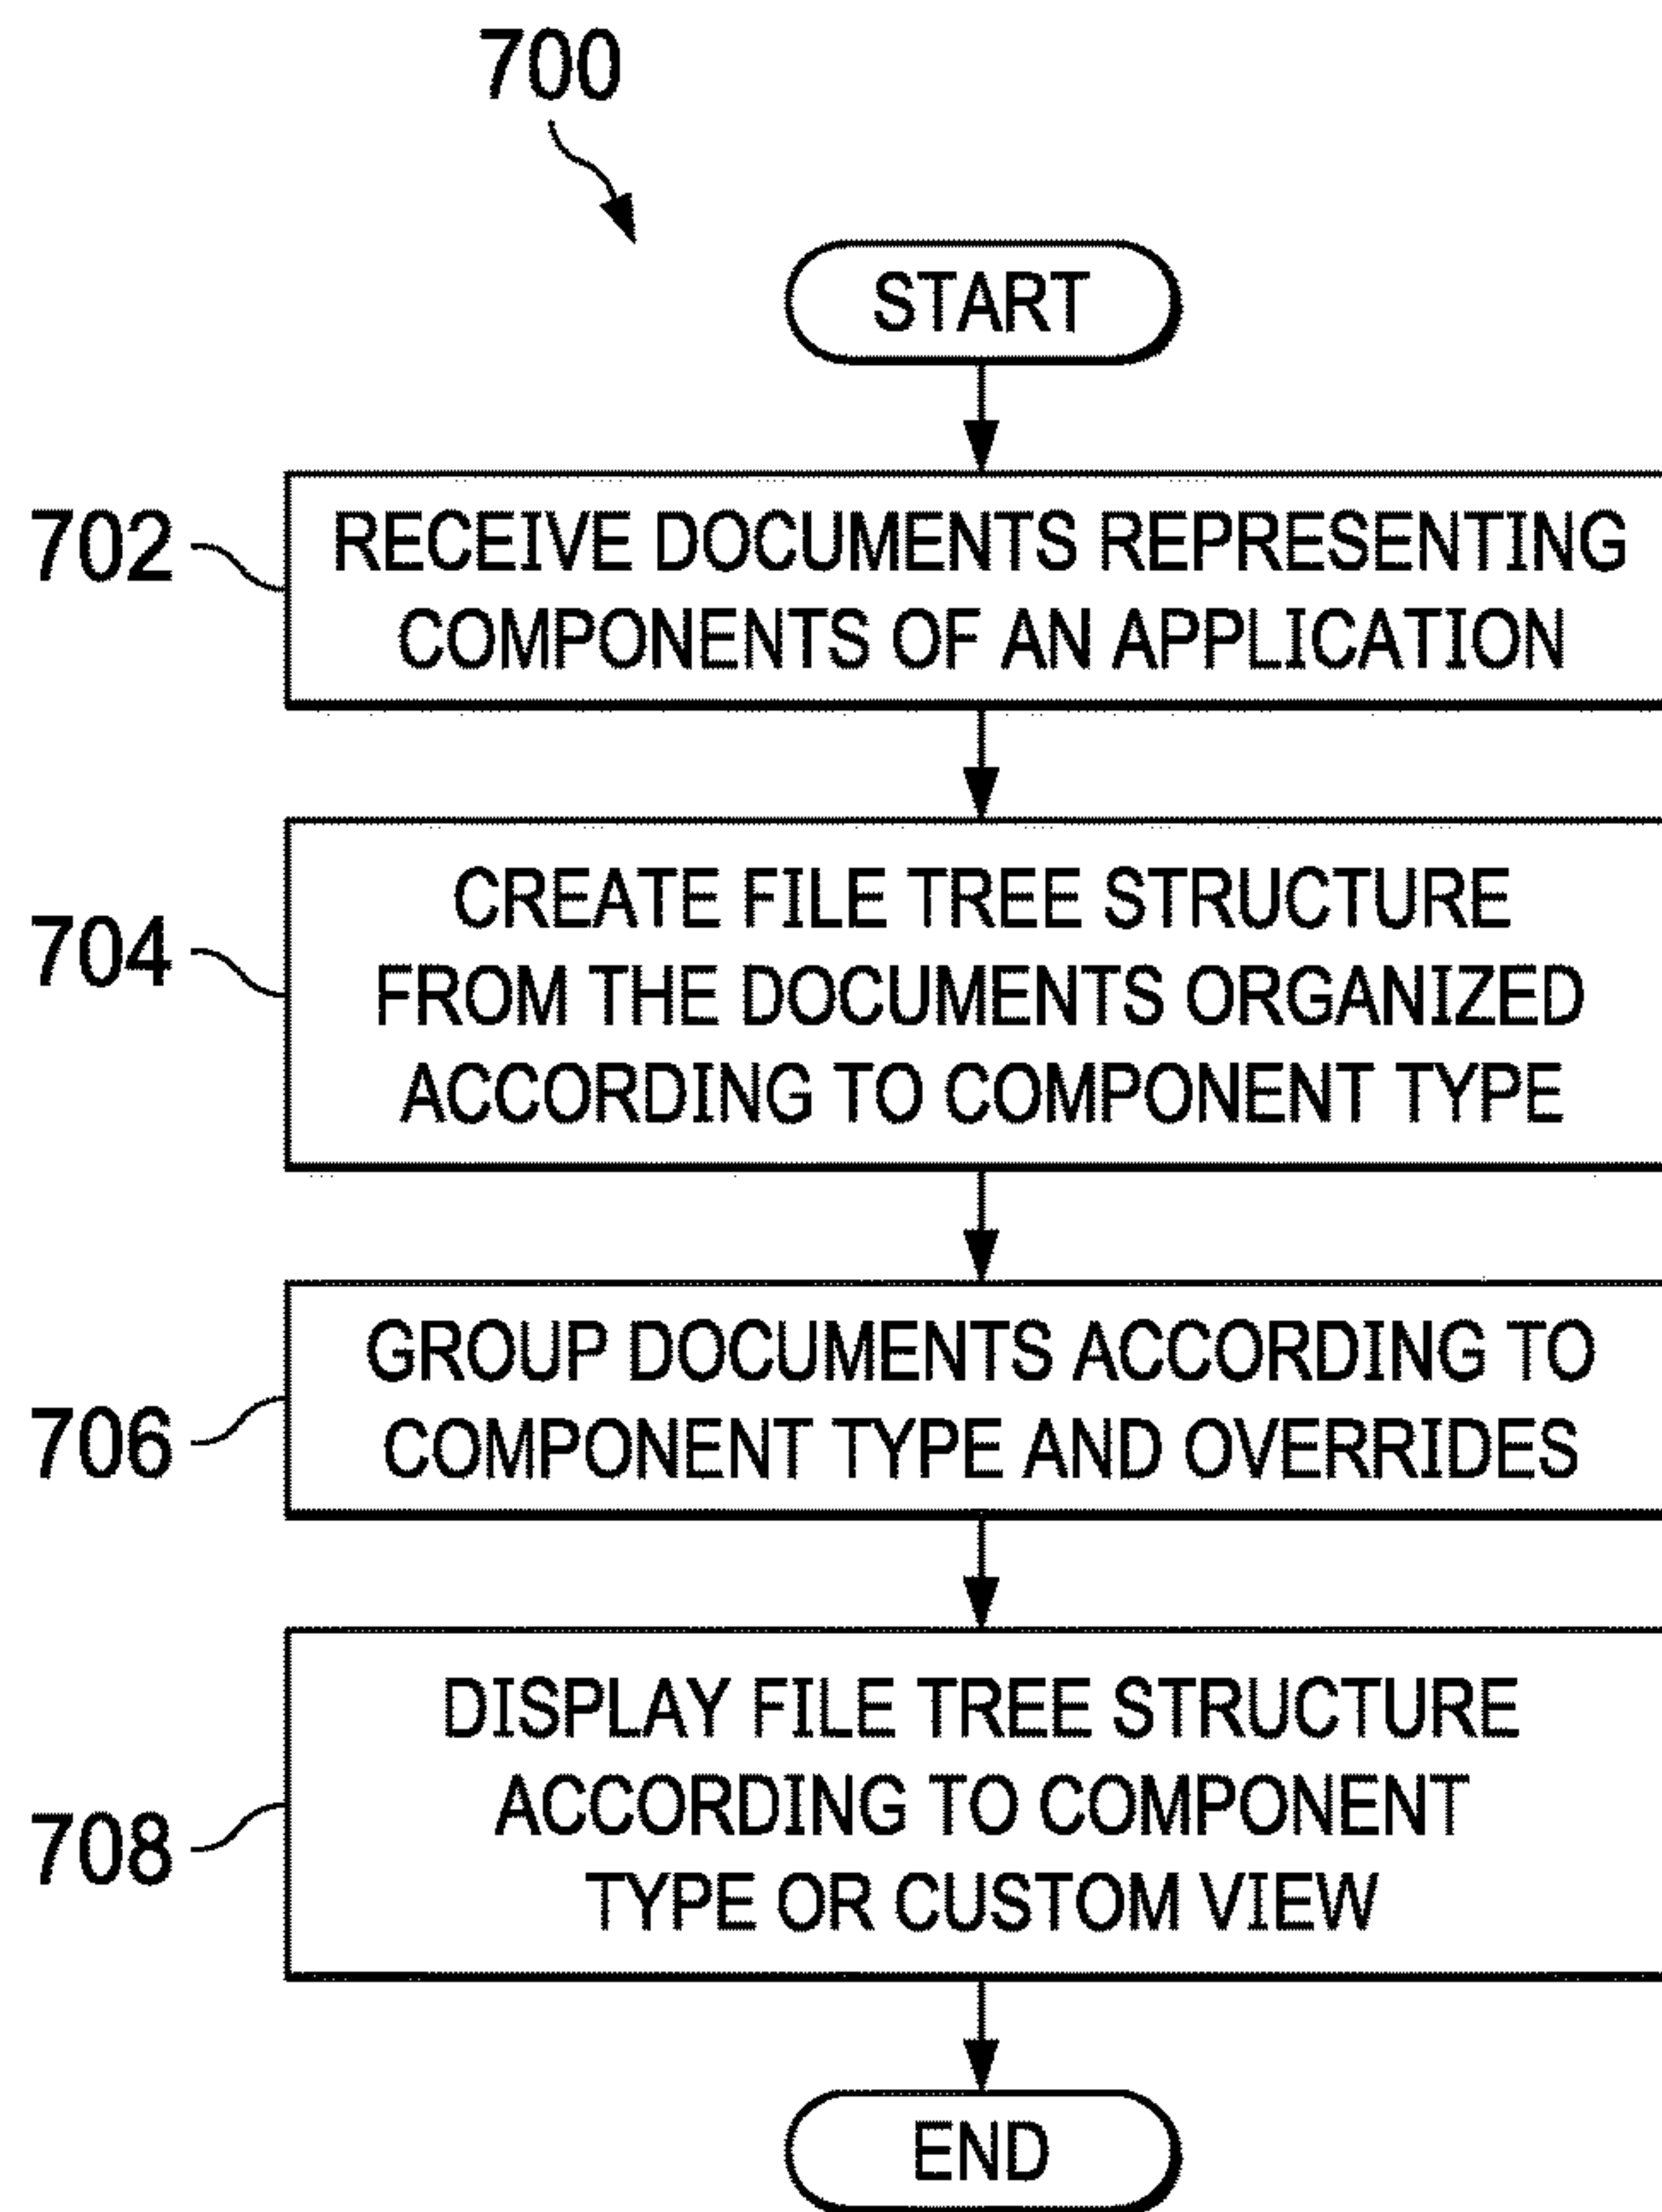 700
START
702
RECEIVE DOCUMENTS REPRESENTING
COMPONENTS OF AN APPLICATION
704
CREATE FILE TREE STRUCTURE
FROM THE DOCUMENTS ORGANIZED
ACCORDING TO COMPONENT TYPE
706
GROUP DOCUMENTS ACCORDING TO
COMPONENT TYPE AND OVERRIDES
708
DISPLAY FILE TREE STRUCTURE
ACCORDING TO COMPONENT
TYPE OR CUSTOM VIEW
END